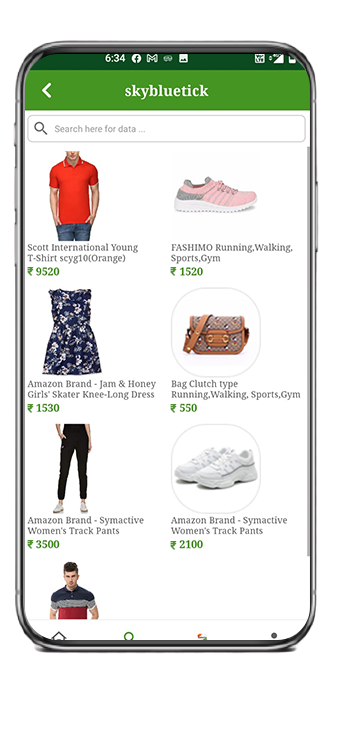 6:34
skybluetick
Search here for data ...
Scott International Young
T-Shirt scyg10(Orange)
₹ 9520
FASHIMO Running,Walking,
Sports,Gym
₹ 1520
Amazon Brand - Jam & Honey
Girls' Skater Knee-Long Dress
₹ 1530
Bag Clutch type
Running,Walking, Sports,Gym
₹ 550
Amazon Brand - Symactive
Women's Track Pants
₹ 3500
Amazon Brand - Symactive
Women's Track Pants
₹ 2100